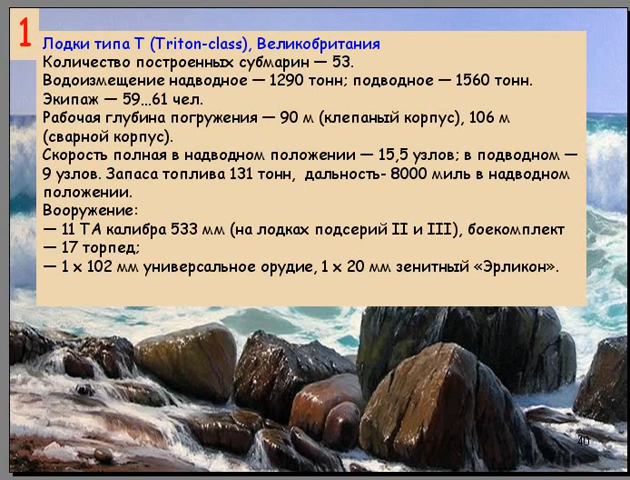 1
Лодки типа Т (Triton-class), Великобритания
Количество построенных субмарин — 53.
Водоизмещение надводное — 1290 тонн; подводное — 1560 тонн.
Экипаж — 59...61 чел.
Рабочая глубина погружения — 90 м (клепаный корпус), 106 м
(сварной корпус).
Скорость полная в надводном положении — 15,5 узлов; в подводном —
9 узлов. Запаса топлива 131 тонн, дальность- 8000 миль в надводном
положении.
Вооружение:
— 11 ТА калибра 533 мм (на лодках подсерий II и III), боекомплект
— 17 торпед;
— 1 х 102 мм универсальное орудие, 1 х 20 мм зенитный «Эрликон».
40